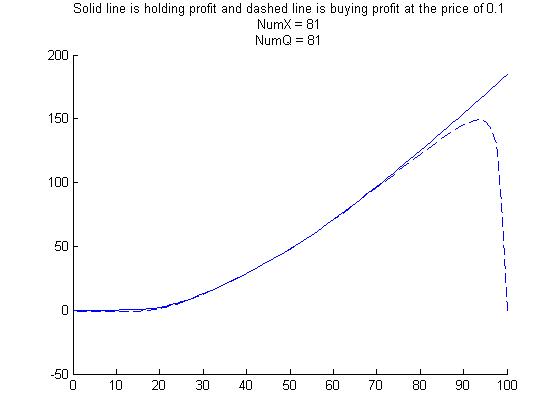 Solid line is holding profit and dashed line is buying profit at the price of 0.1
NumX = 81
NumQ = 81
200
150
100
50
0
-50
0 10 20 30 40 50 60 70 80 90 100